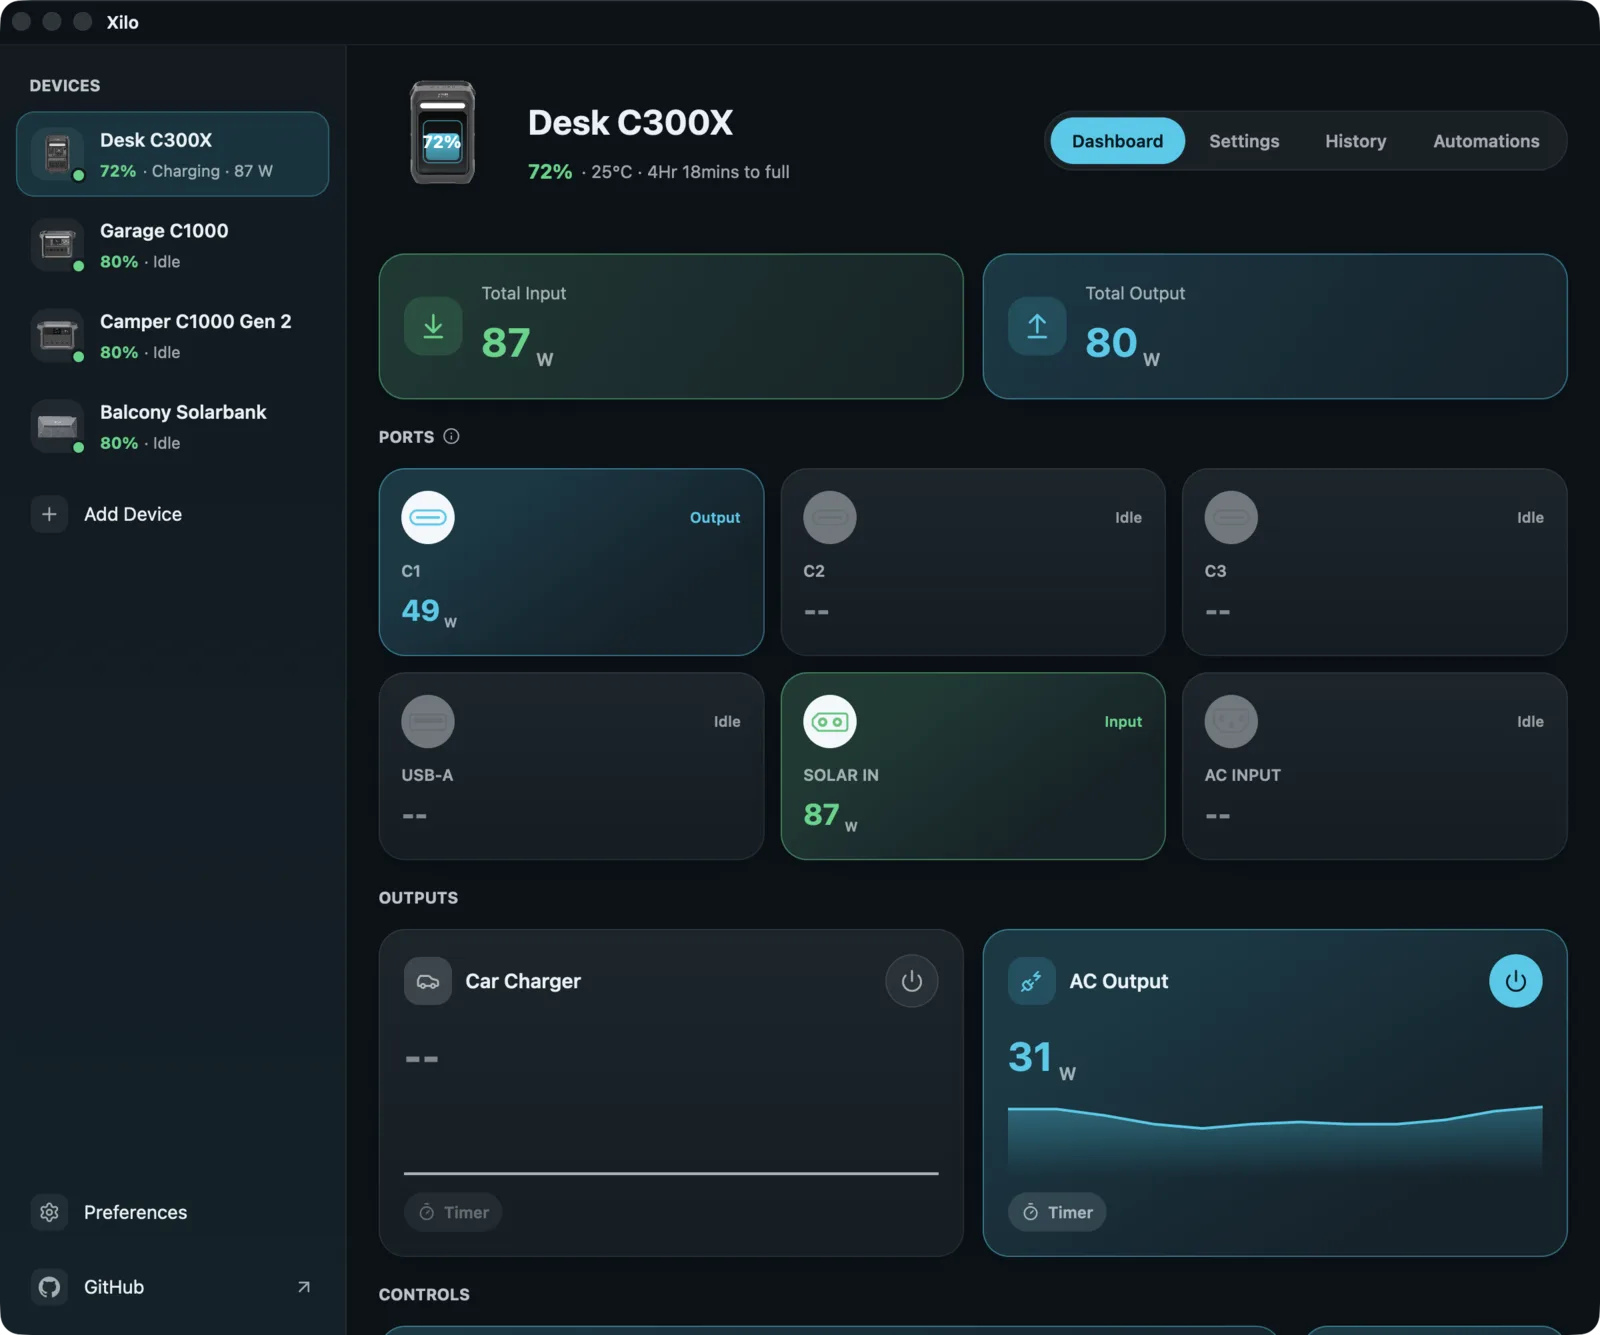 Xilo
DEVICES
Desk C300X
72% · Charging · 87 W
Garage C1000
80% · Idle
Camper C1000 Gen 2
80% · Idle
Balcony Solarbank
80% · Idle
Add Device
Preferences
GitHub
72%
Desk C300X
72% · 25°C · 4Hr 18mins to full
Dashboard
Settings
History
Automations
Total Input
87 W
Total Output
80 W
PORTS
Output
C1
49 W
Idle
C2
--
Idle
C3
--
Idle
USB-A
--
Input
SOLAR IN
87 W
Idle
AC INPUT
--
OUTPUTS
Car Charger
--
Timer
AC Output
31 W
Timer
CONTROLS